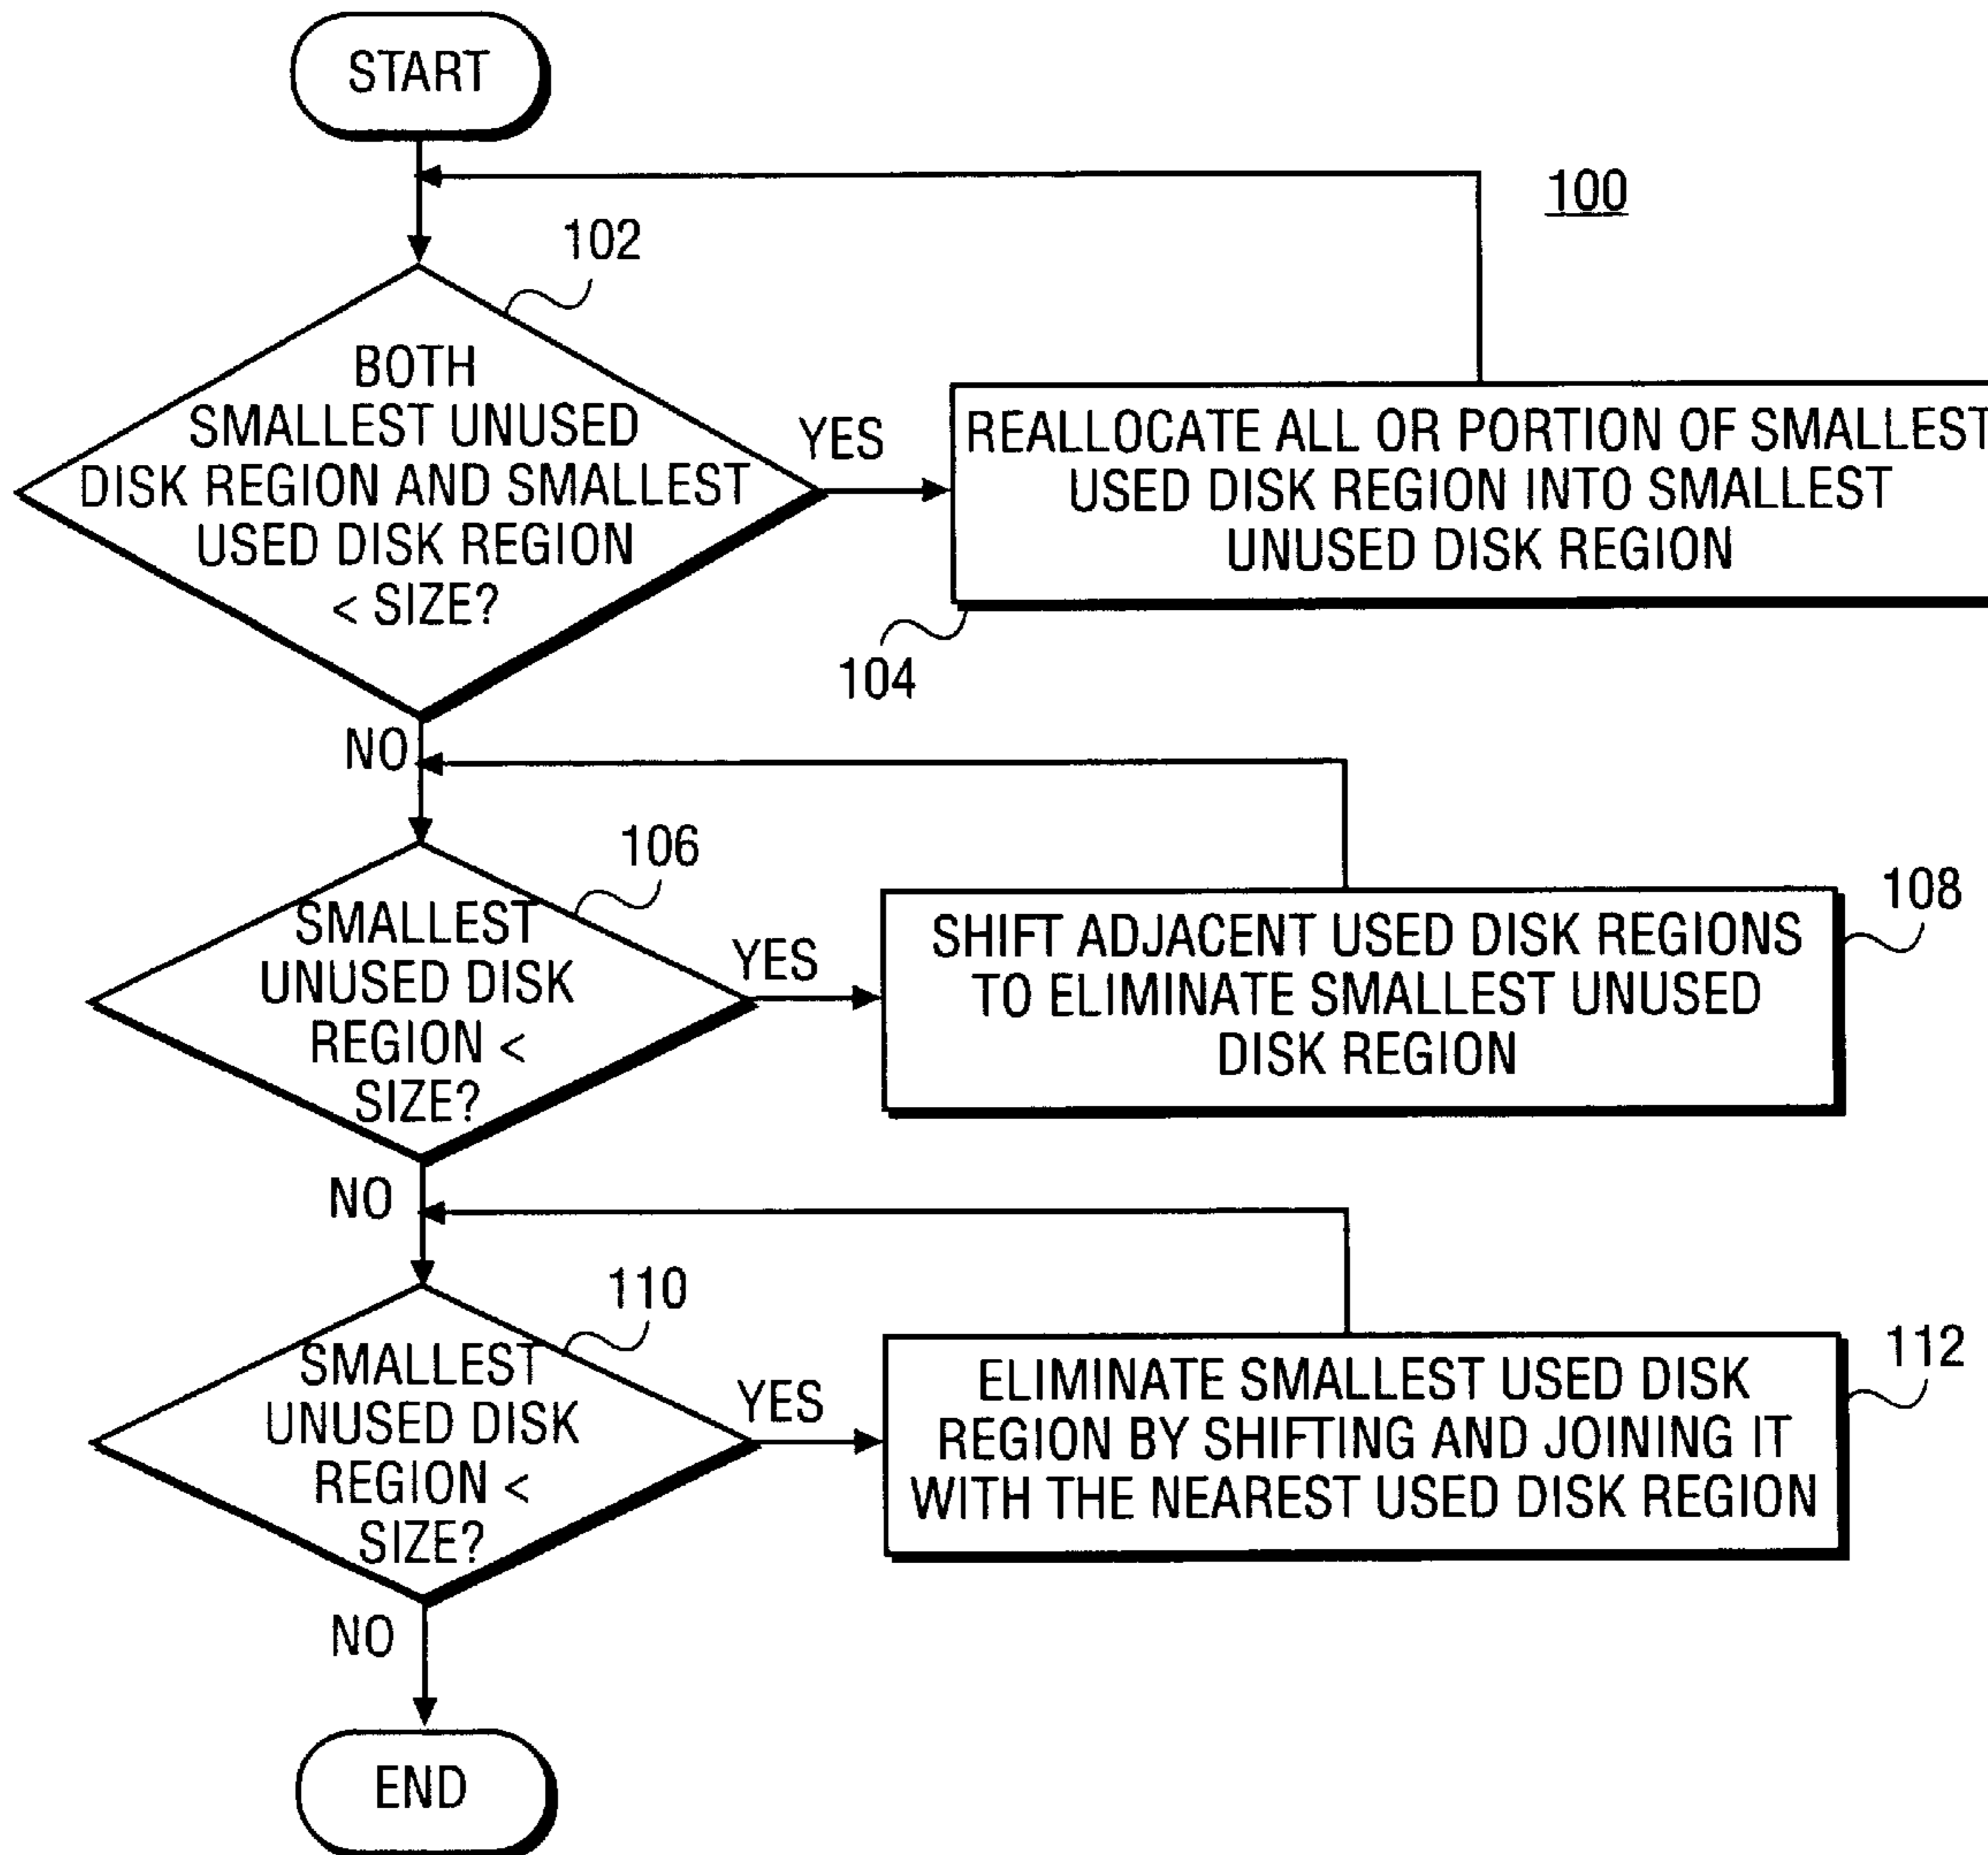 START
100
102
BOTH
SMALLEST UNUSED
DISK REGION AND SMALLEST
USED DISK REGION
< SIZE?
YES
REALLOCATE ALL OR PORTION OF SMALLEST
USED DISK REGION INTO SMALLEST
UNUSED DISK REGION
104
NO
106
SMALLEST
UNUSED DISK
REGION <
SIZE?
YES
SHIFT ADJACENT USED DISK REGIONS
TO ELIMINATE SMALLEST UNUSED
DISK REGION
108
NO
110
SMALLEST
UNUSED DISK
REGION <
SIZE?
YES
ELIMINATE SMALLEST USED DISK
REGION BY SHIFTING AND JOINING IT
WITH THE NEAREST USED DISK REGION
112
NO
END